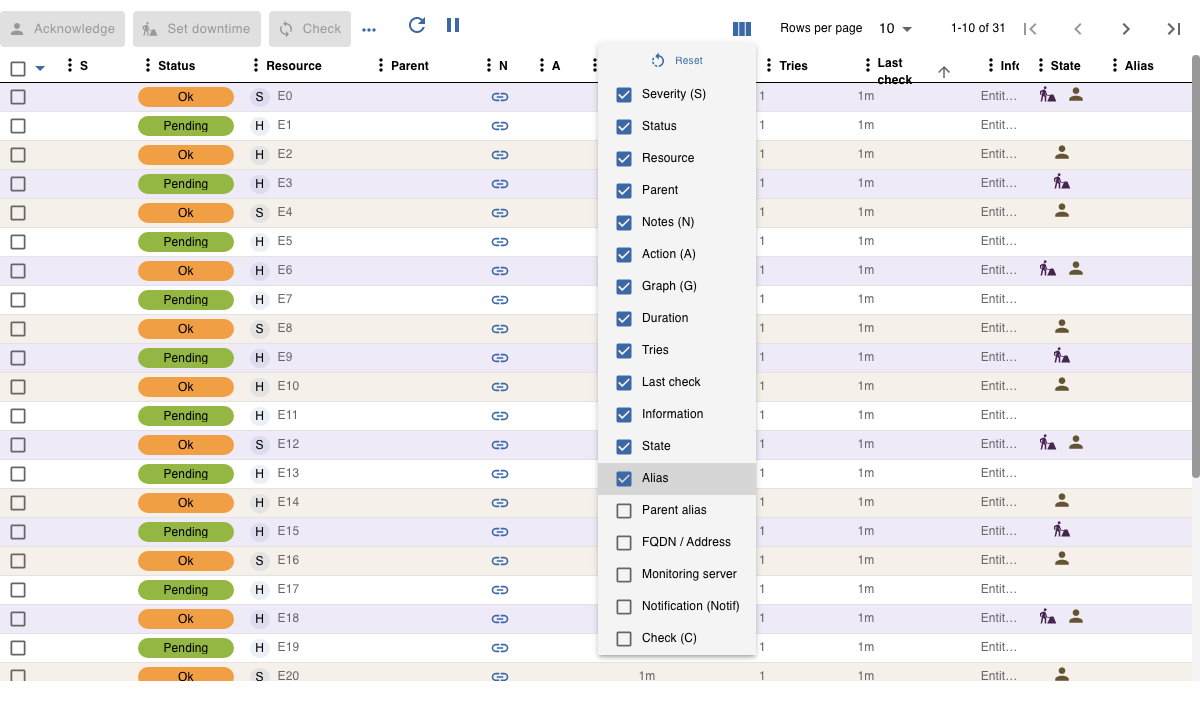 Acknowledge Set downtime Check ... Rows per page 10 1-10 of 31
S Status Resource Parent N A Tries Last check Info State Alias
Ok S E0 1 1m Entit...
Pending H E1 1 1m Entit...
Ok H E2 1 1m Entit...
Pending H E3 1 1m Entit...
Ok S E4 1 1m Entit...
Pending H E5 1 1m Entit...
Ok H E6 1 1m Entit...
Pending H E7 1 1m Entit...
Ok S E8 1 1m Entit...
Pending H E9 1 1m Entit...
Ok H E10 1 1m Entit...
Pending H E11 1 1m Entit...
Ok S E12 1 1m Entit...
Pending H E13 1 1m Entit...
Ok H E14 1 1m Entit...
Pending H E15 1 1m Entit...
Ok S E16 1 1m Entit...
Pending H E17 1 1m Entit...
Ok H E18 1 1m Entit...
Pending H E19 1 1m Entit...
Ok S E20 1m 1 1m Entit...
Reset
Severity (S)
Status
Resource
Parent
Notes (N)
Action (A)
Graph (G)
Duration
Tries
Last check
Information
State
Alias
Parent alias
FQDN / Address
Monitoring server
Notification (Notif)
Check (C)